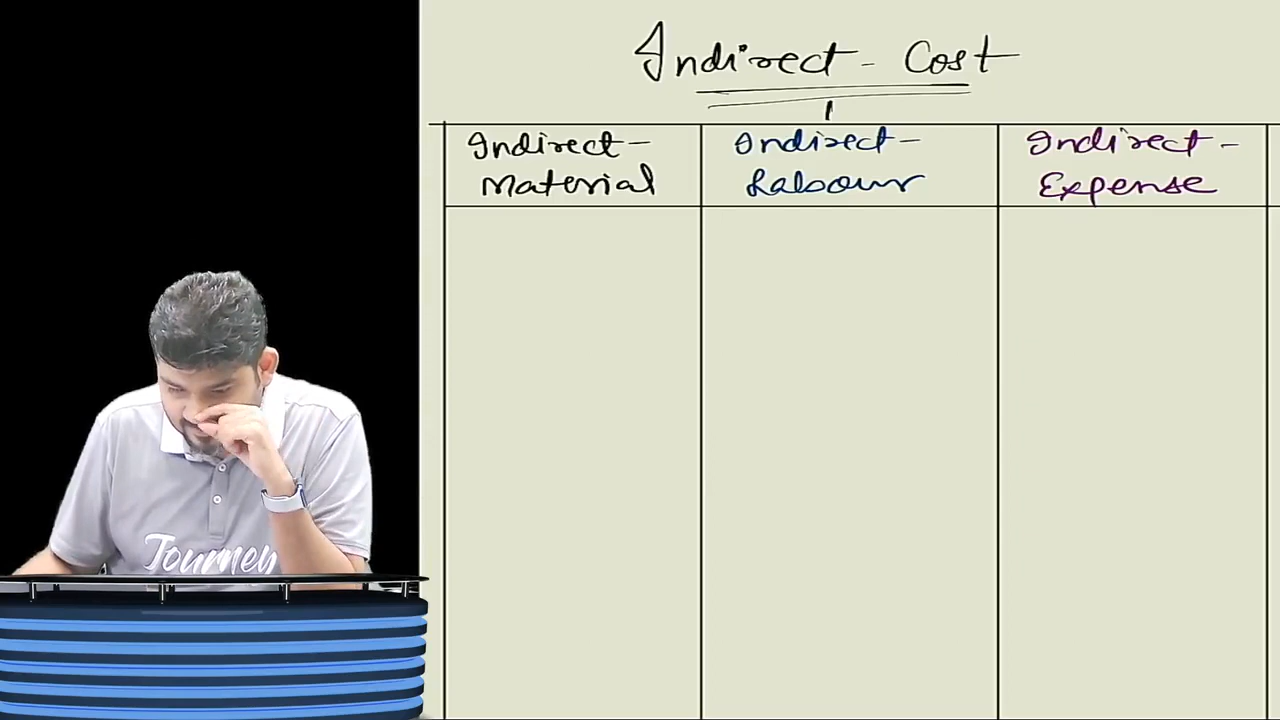 Indirect - Cost
Indirect-
Material
Indirect-
Labour
Indirect-
Expense
Journey